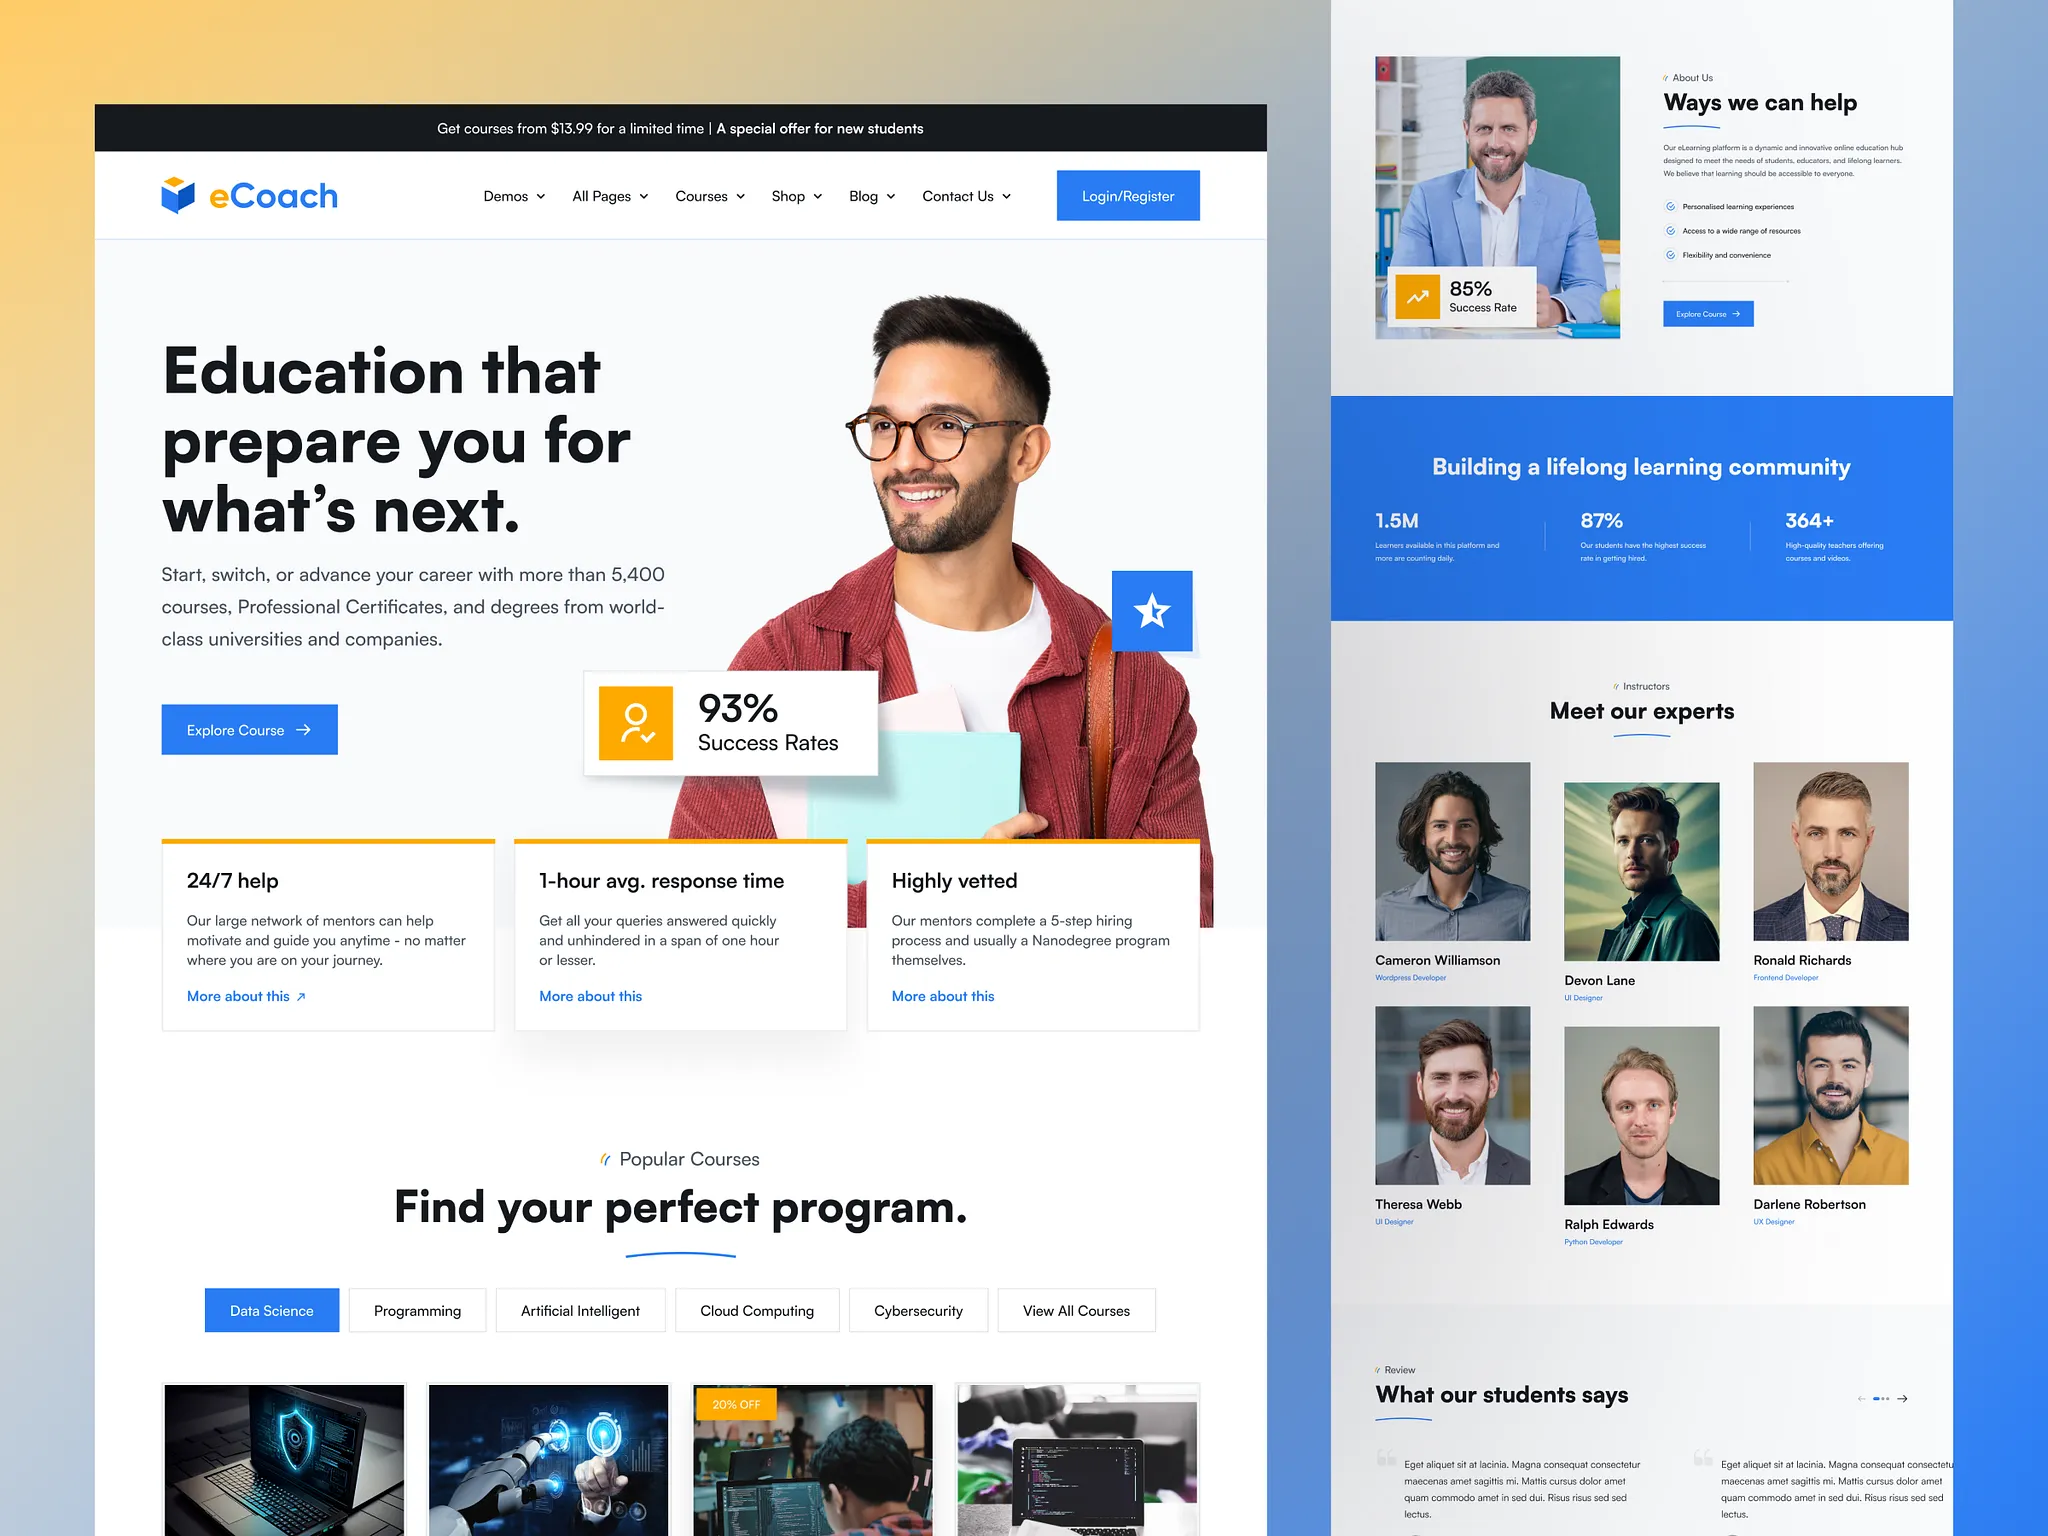 Get courses from $13.99 for a limited time | A special offer for new students
eCoach
Demos
All Pages
Courses
Shop
Blog
Contact Us
Login/Register
Education that
prepare you for
what's next.
Start, switch, or advance your career with more than 5,400
courses, Professional Certificates, and degrees from world-
class universities and companies.
Explore Course
93%
Success Rates
24/7 help
Our large network of mentors can help
motivate and guide you anytime - no matter
where you are on your journey.
More about this
1-hour avg. response time
Get all your queries answered quickly
and unhindered in a span of one hour
or lesser.
More about this
Highly vetted
Our mentors complete a 5-step hiring
process and usually a Nanodegree program
themselves.
More about this
Popular Courses
Find your perfect program.
Data Science
Programming
Artificial Intelligent
Cloud Computing
Cybersecurity
View All Courses
20% OFF
About Us
Ways we can help
Our eLearning platform is a dynamic and innovative online education hub
designed to meet the needs of students, educators, and lifelong learners.
We believe that learning should be accessible to everyone.
Personalised learning experiences
Access to a wide range of resources
Flexibility and convenience
Explore Course
85%
Success Rate
Building a lifelong learning community
1.5M
Learners available in this platform and
more are counting daily.
87%
Our students have the highest success
rate in getting hired.
364+
High-quality teachers offering
courses and videos.
Instructors
Meet our experts
Cameron Williamson
Wordpress Developer
Devon Lane
UI Designer
Ronald Richards
Frontend Developer
Theresa Webb
UI Designer
Ralph Edwards
Python Developer
Darlene Robertson
UX Designer
Review
What our students says
Eget aliquet sit at lacinia. Magna consequat consectetur
maecenas amet sagittis mi. Mattis cursus dolor amet
quam commodo amet in sed dui. Risus risus sed sed
lectus.
Eget aliquet sit at lacinia. Magna consequat consectetu
maecenas amet sagittis mi. Mattis cursus dolor amet
quam commodo amet in sed dui. Risus risus sed sed
lectus.